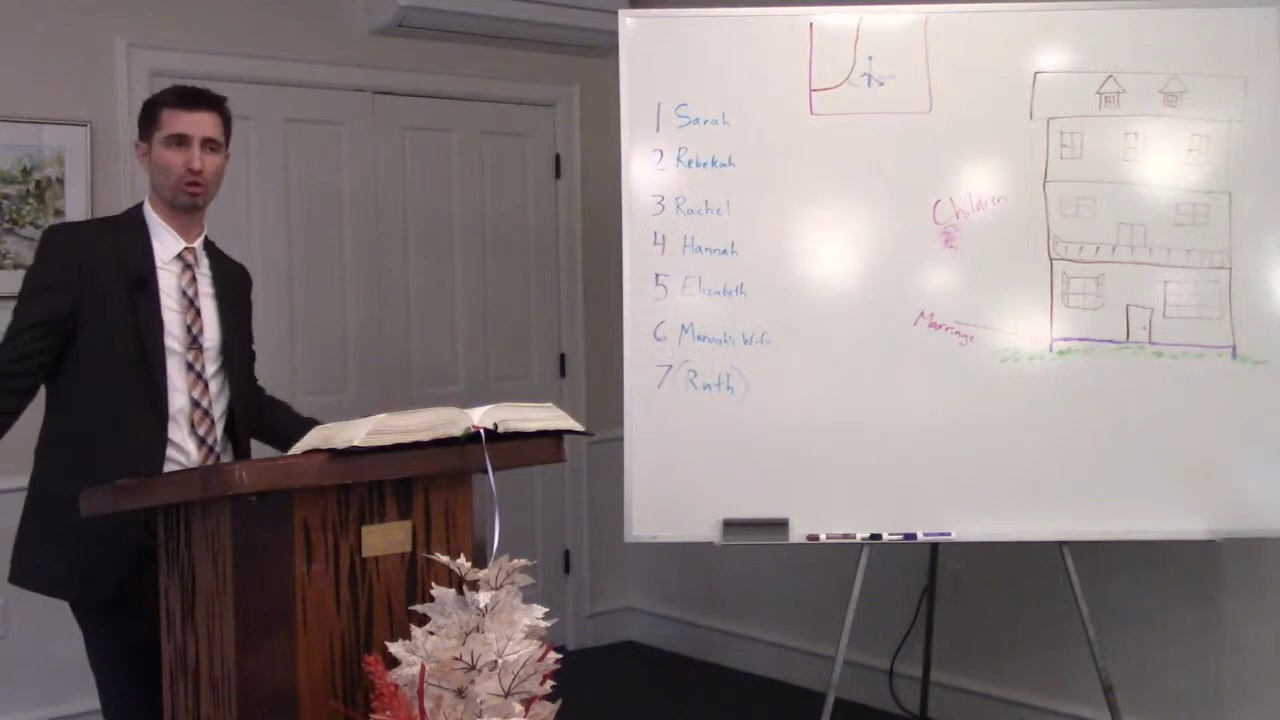 1 Sarah
2 Rebekah
3 Rachel
4 Hannah
5 Elizabeth
6 Manoah's Wife
7 (Ruth)
Children
Marriage